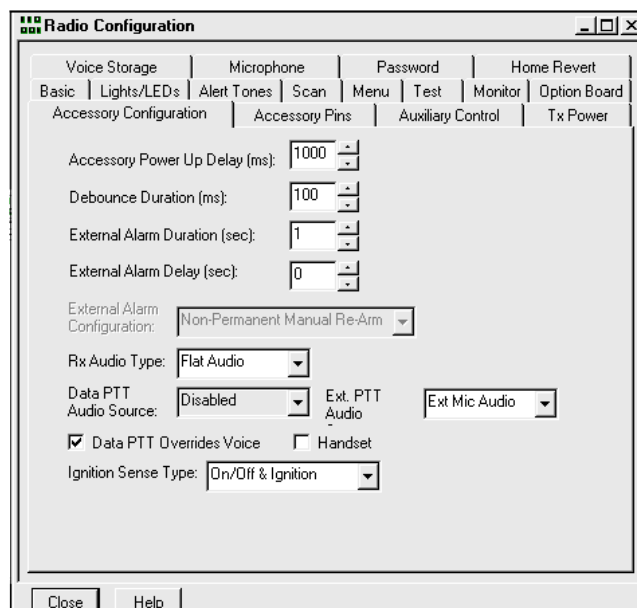 Radio Configuration
Voice Storage Microphone Password Home Revert
Basic Lights/LEDs Alert Tones Scan Menu Test Monitor Option Board
Accessory Configuration Accessory Pins Auxiliary Control Tx Power
Accessory Power Up Delay (ms): 1000
Debounce Duration (ms): 100
External Alarm Duration (sec): 1
External Alarm Delay (sec): 0
External Alarm
Configuration: Non-Permanent Manual Re-Arm
Rx Audio Type: Flat Audio
Data PTT
Audio Source: Disabled
Ext. PTT
Audio
Ext Mic Audio
Data PTT Overrides Voice Handset
Ignition Sense Type: On/Off & Ignition
Close Help